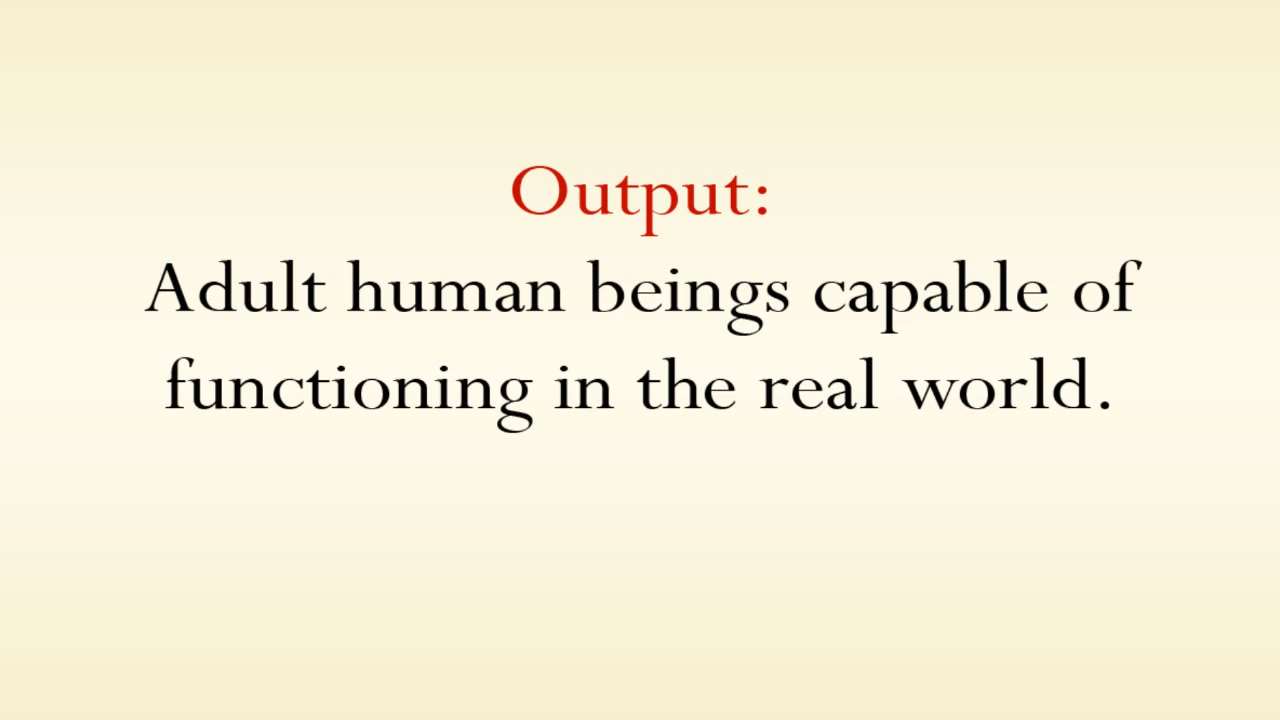 Output:
Adult human beings capable of
functioning in the real world.